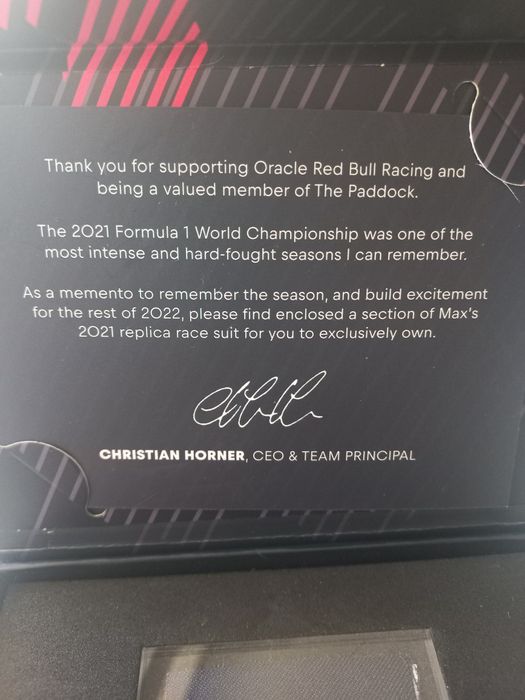 Thank you for supporting Oracle Red Bull Racing and
being a valued member of The Paddock.
The 2021 Formula 1 World Championship was one of the
most intense and hard-fought seasons I can remember.
As a memento to remember the season, and build excitement
for the rest of 2022, please find enclosed a section of Max's
2021 replica race suit for you to exclusively own.
CHRISTIAN HORNER, CEO & TEAM PRINCIPAL